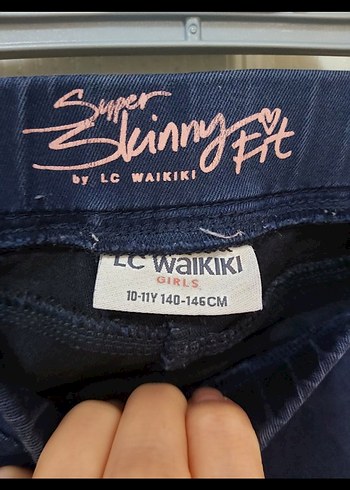 Super
Skinny
Fit
by LC WAIKIKI
LC WAIKIKI
GIRLS
10-11Y 140-146CM